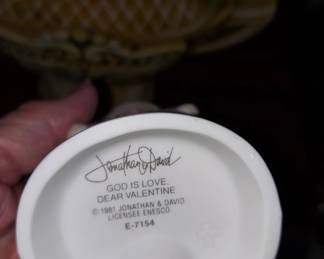 Jonathan & David
GOD IS LOVE,
DEAR VALENTINE
© 1981 JONATHAN & DAVID
LICENSEE ENESCO
E-7154